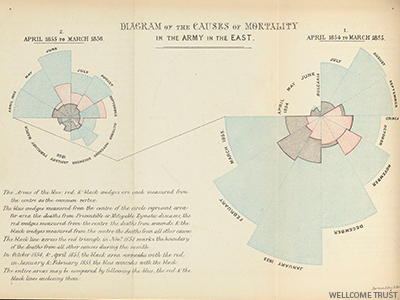 DIAGRAM OF THE CAUSES OF MORTALITY
IN THE ARMY IN THE EAST.
2.
APRIL 1855 TO MARCH 1856
1.
APRIL 1854 TO MARCH 1855
JUNE
JULY
AUGUST
SEPTEMBER
OCTOBER
NOVEMBER
DECEMBER
JANUARY 1856
FEBRUARY
MARCH
APRIL 1855
MAY
APRIL 1854
MAY
JUNE
BULGARIA
JULY
AUGUST
SEPTEMBER
OCTOBER
CRIMEA
NOVEMBER
DECEMBER
JANUARY 1855
FEBRUARY
MARCH 1855
The Areas of the blue, red, & black wedges are each measured from
the centre as the common vertex.
The blue wedges measured from the centre of the circle represent area
for area the deaths from Preventible or Mitigable Zymotic diseases, the
red wedges measured from the centre the deaths from wounds, & the
black wedges measured from the centre the deaths from all other causes.
The black line across the red triangle in Nov! 1854 marks the boundary
of the deaths from all other causes during the month.
In October 1854, & April 1855, the black area coincides with the red,
in January & February 1856, the blue coincides with the black.
The entire areas may be compared by following the blue, the red & the
black lines enclosing them.
WELLCOME TRUST